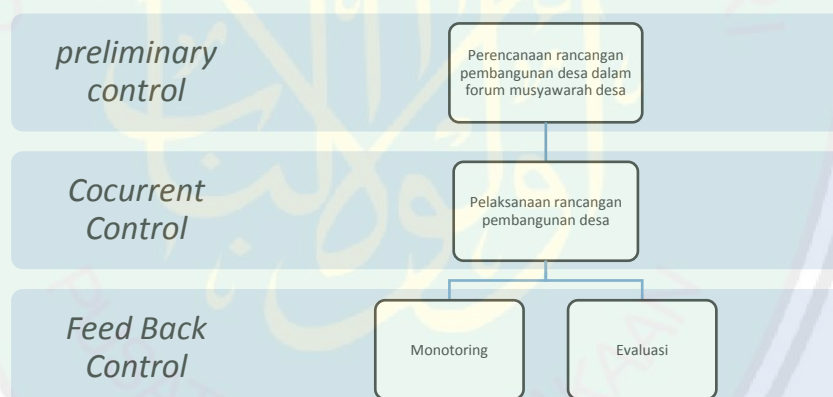 preliminary
control
Perencanaan rancangan
pembangunan desa dalam
forum musyawarah desa
Cocurrent
Control
Pelaksanaan rancangan
pembangunan desa
Feed Back
Control
Monotoring
Evaluasi